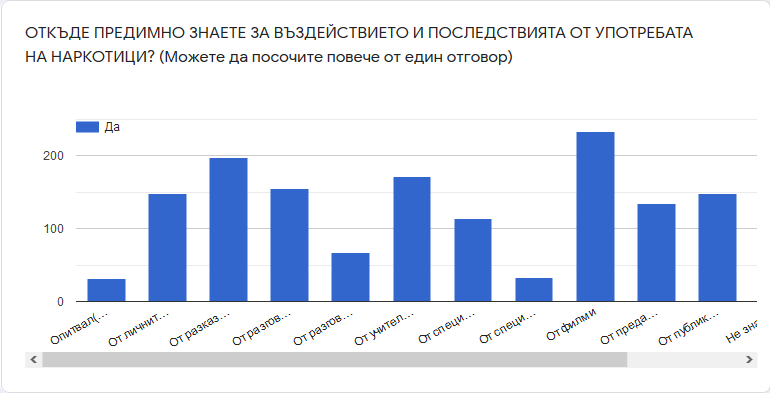 ОТКЪДЕ ПРЕДИМНО ЗНАЕТЕ ЗА ВЪЗДЕЙСТВИЕТО И ПОСЛЕДСТВИЯТА ОТ УПОТРЕБАТА
НА НАРКОТИЦИ? (Можете да посочите повече от един отговор)
Да
200
100
0
Опитвал(…
От личнит…
От разказ…
От разгов…
От разгов…
От учител…
От специ…
От специ…
От филми
От преда…
От публик…
Не зна